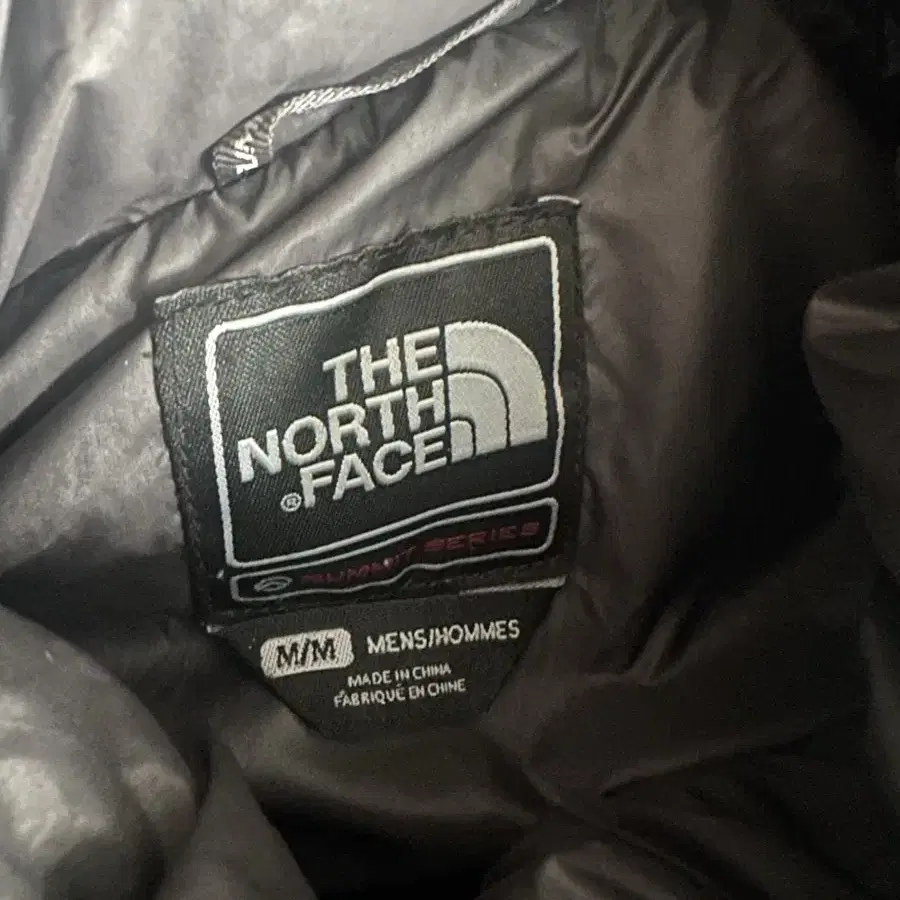 THE
NORTH
®FACE
SUMMIT SERIES
M/M MENS/HOMMES
MADE IN CHINA
FABRIQUÉ EN CHINE